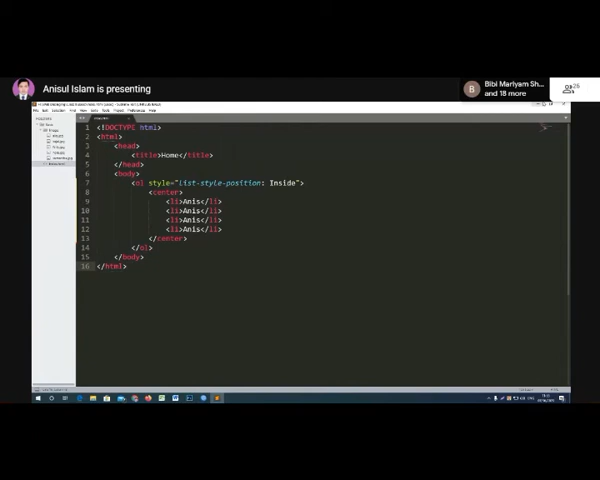 Anisul Islam is presenting
Bibi Mariyam Sh...
B
and 18 more
26
1 <!DOCTYPE html>
2 <html>
3 <head>
4 <title>Home</title>
5 </head>
6 <body>
7 <ol style="list-style-position: Inside">
8 <center>
9 <li>Anis</li>
10 <li>Anis</li>
11 <li>Anis</li>
12 <li>Anis</li>
13 </center>
14 </ol>
15 </body>
16 </html>